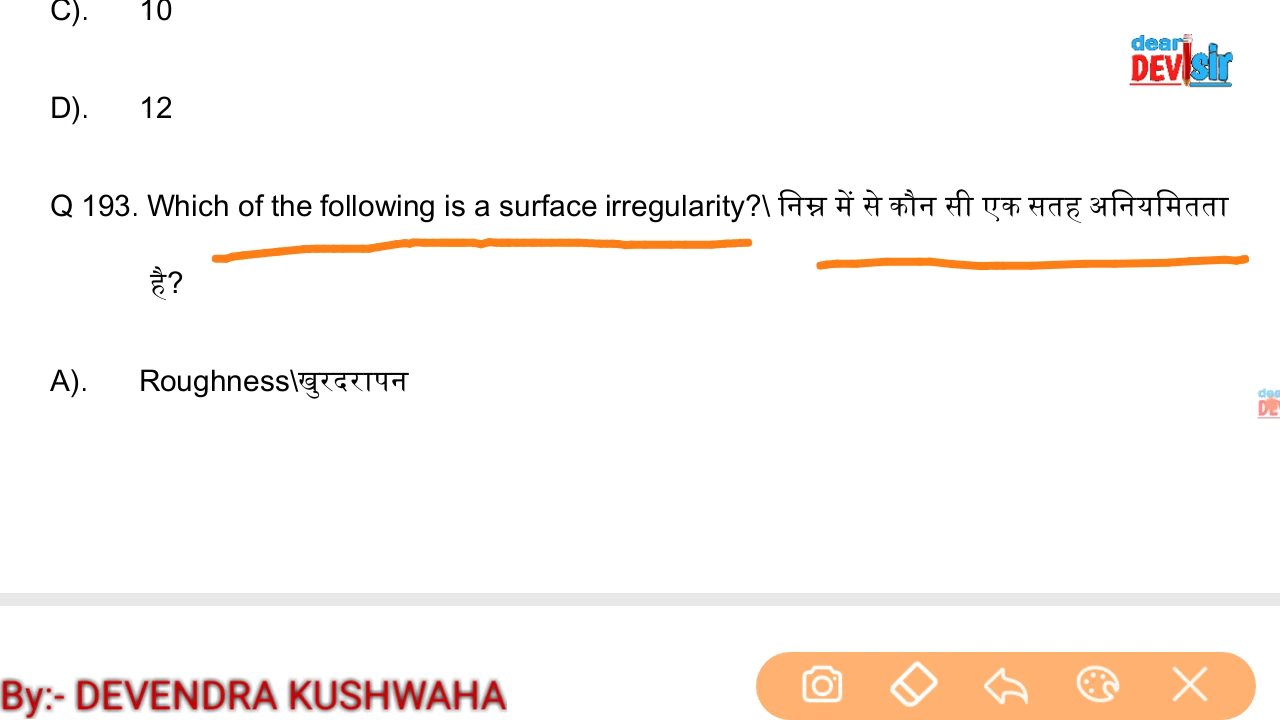 C). 10
dear
DEV sir
D). 12
Q 193. Which of the following is a surface irregularity?\ निम्न में से कौन सी एक सतह अनियमितता
है?
A). Roughness\खुरदरापन
By:- DEVENDRA KUSHWAHA